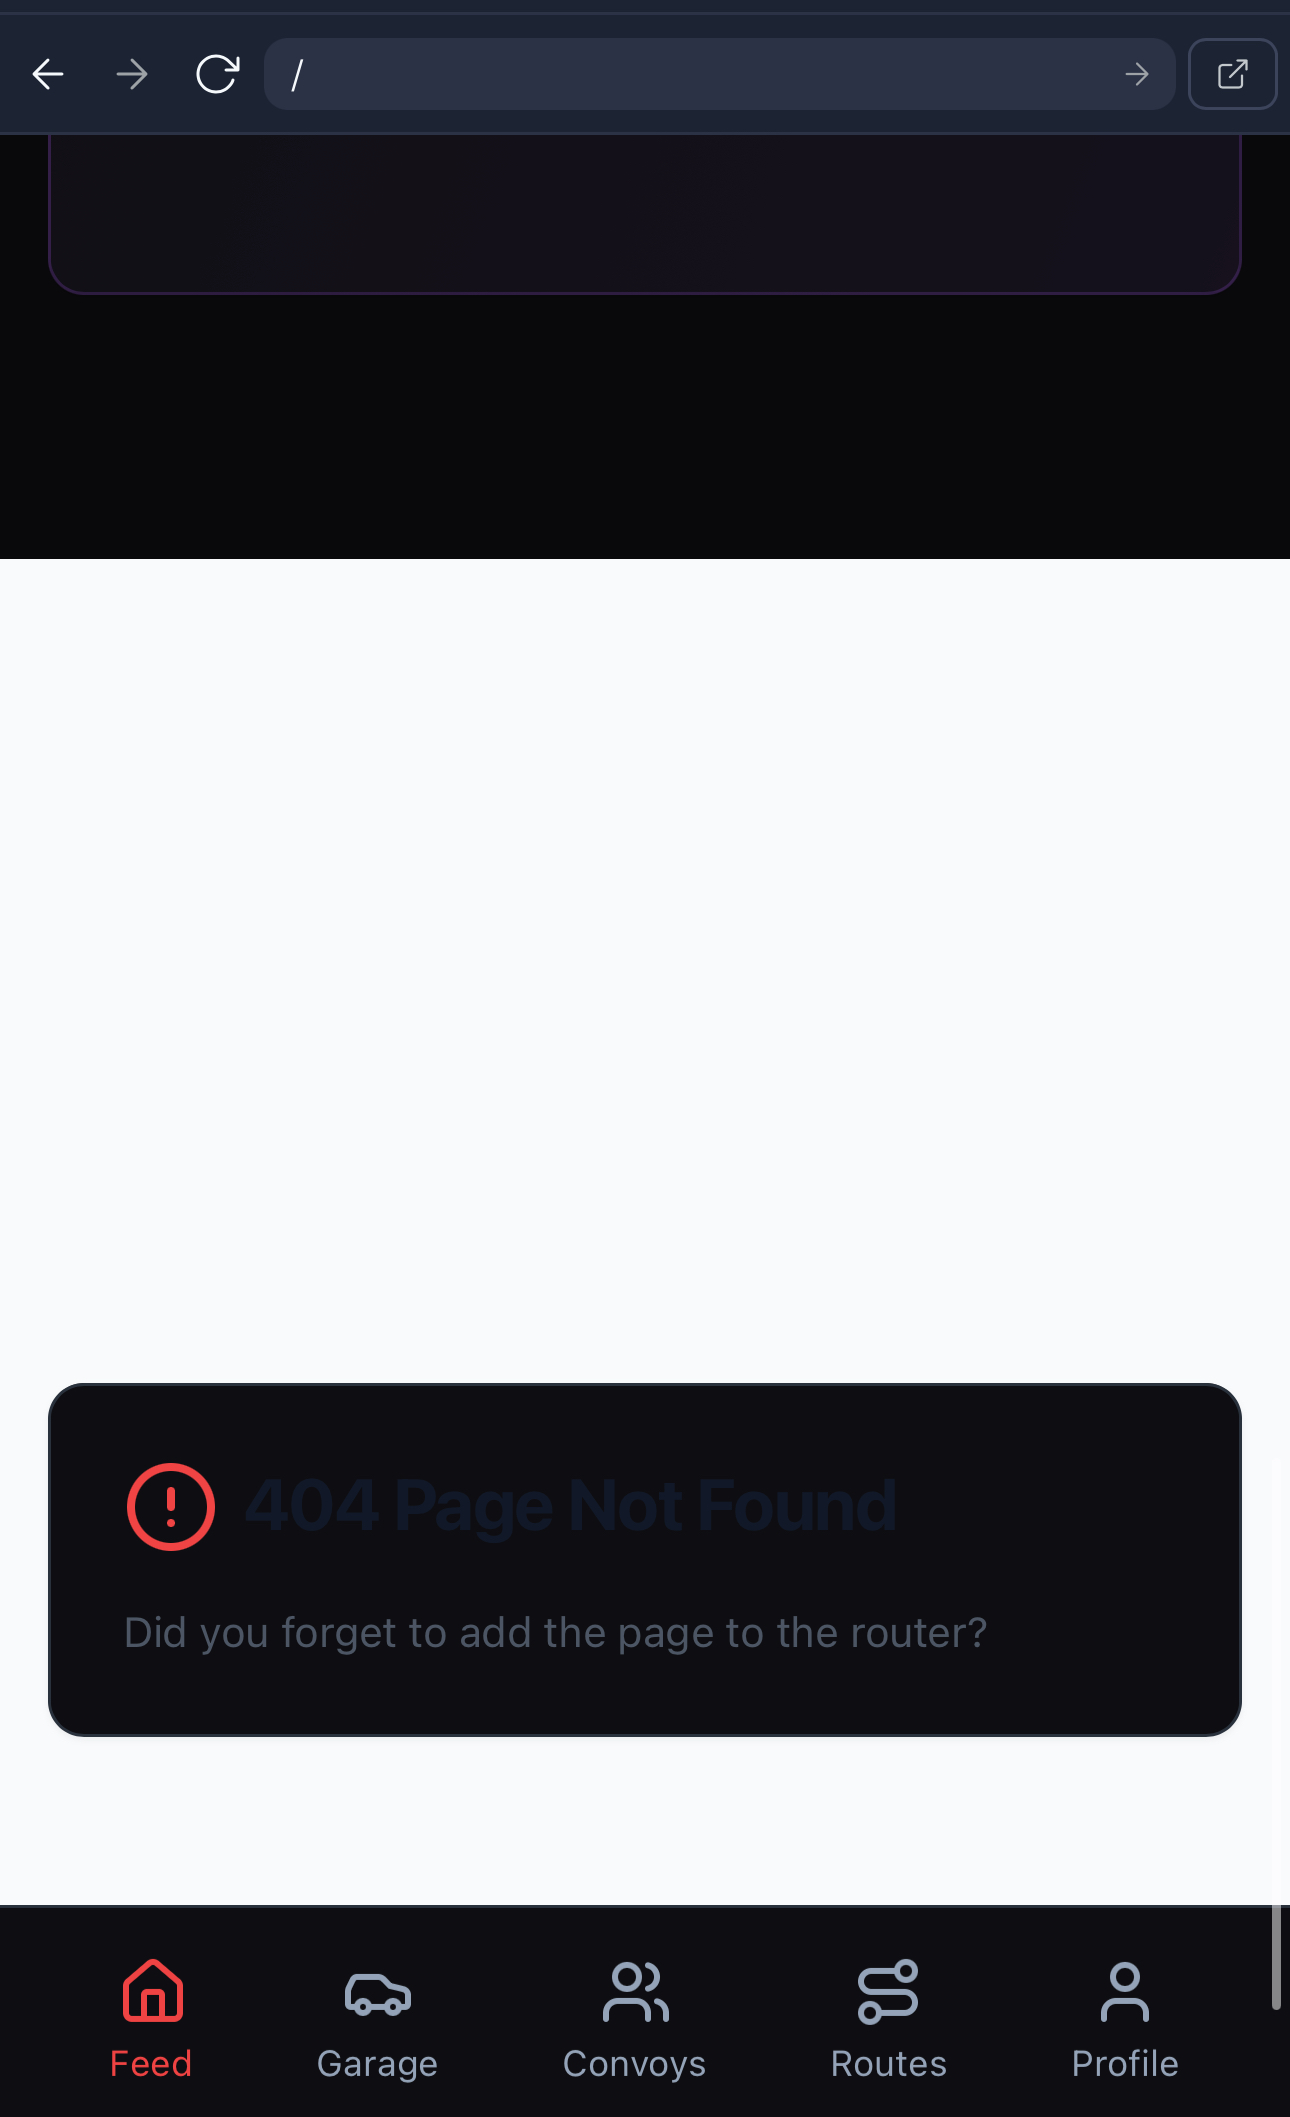 /
404 Page Not Found
Did you forget to add the page to the router?
Feed
Garage
Convoys
Routes
Profile